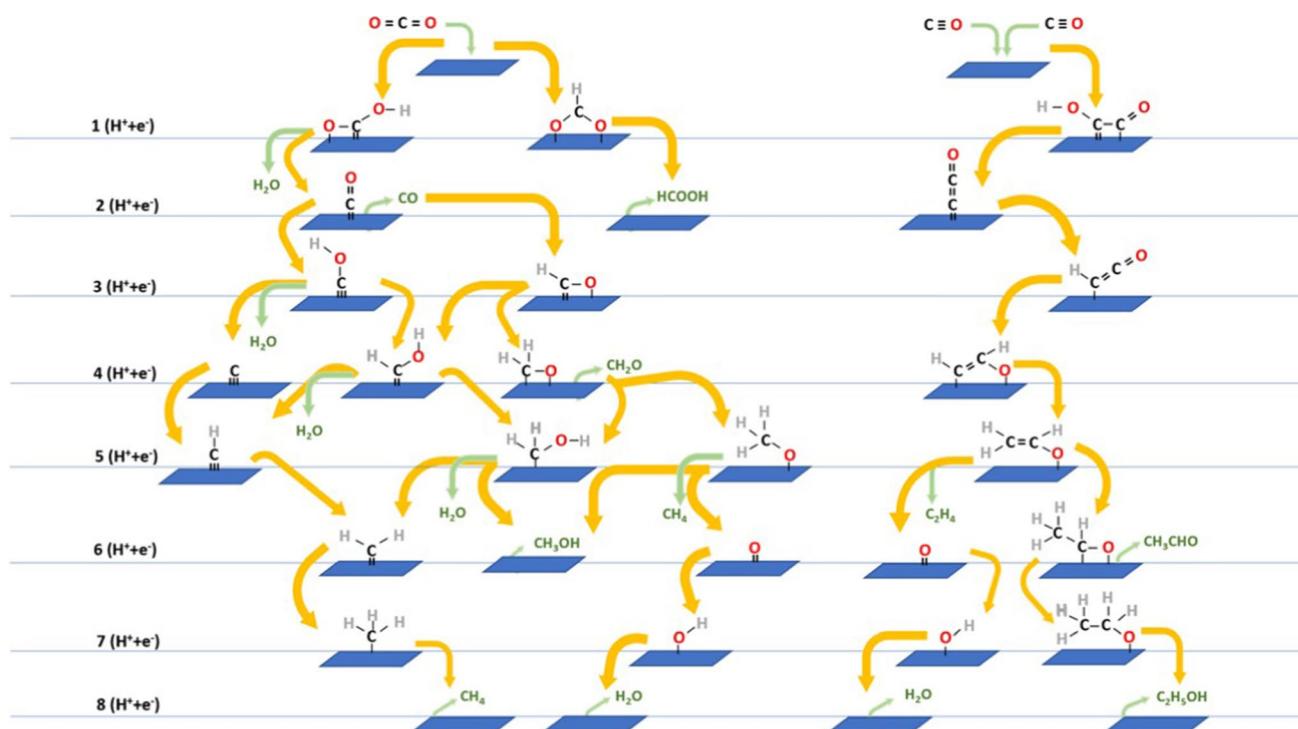 O=C=O
C≡O
C≡O
H
O-H
O-C
H
C
O O
H-O
C-C=O
1 (H⁺+e⁻)
H₂O
O
C
CO
HCOOH
O
C
C
2 (H⁺+e⁻)
H
O
C
H
C-O
H
C=C=O
3 (H⁺+e⁻)
H₂O
C
H
H
C
O
H
H
C-O
CH₂O
H
C=C
H
O
4 (H⁺+e⁻)
H₂O
H
C
H
H
C
O-H
H
H
H
C
O
H
H
C=C
H
O
5 (H⁺+e⁻)
H₂O
CH₄
C₂H₄
H
H
C
CH₃OH
O
O
H
H
H
C
H
C-O
CH₃CHO
6 (H⁺+e⁻)
H
H
H
C
O
H
O
H
H
H
H
H
H
C-C
O
7 (H⁺+e⁻)
CH₄
H₂O
H₂O
C₂H₅OH
8 (H⁺+e⁻)